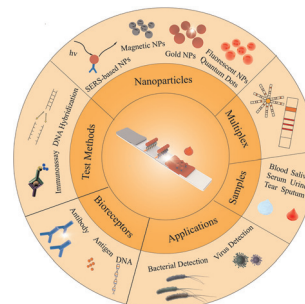 hv
SERS-based NPs
Magnetic NPs
Gold NPs
Fluorescent NPs
Quantum Dots
Nanoparticles
Multiplex
Samples
Blood Saliv
Serum Urine
Tear Sputum
Applications
Virus Detection
Bacterial Detection
Bioreceptors
Antibody
Antigen
DNA
Test Methods
Immunoassay
DNA Hybridization